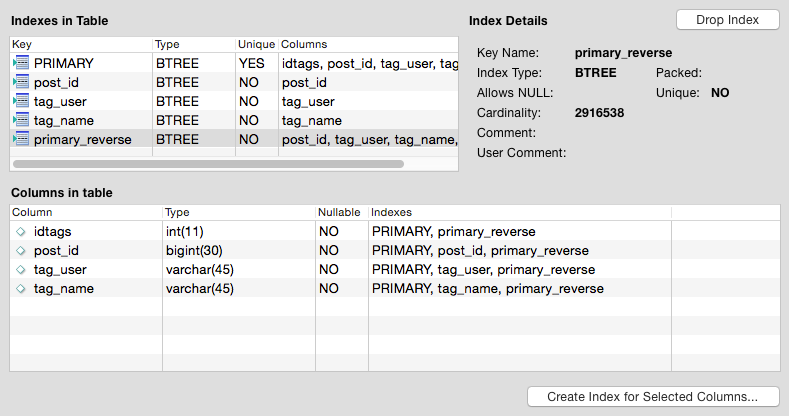 Indexes in Table
Key Type Unique Columns
PRIMARY BTREE YES idtags, post_id, tag_user, tag
post_id BTREE NO post_id
tag_user BTREE NO tag_user
tag_name BTREE NO tag_name
primary_reverse BTREE NO post_id, tag_user, tag_name,
Index Details
Drop Index
Key Name: primary_reverse
Index Type: BTREE Packed:
Allows NULL: Unique: NO
Cardinality: 2916538
Comment:
User Comment:
Columns in table
Column Type Nullable Indexes
idtags int(11) NO PRIMARY, primary_reverse
post_id bigint(30) NO PRIMARY, post_id, primary_reverse
tag_user varchar(45) NO PRIMARY, tag_user, primary_reverse
tag_name varchar(45) NO PRIMARY, tag_name, primary_reverse
Create Index for Selected Columns...